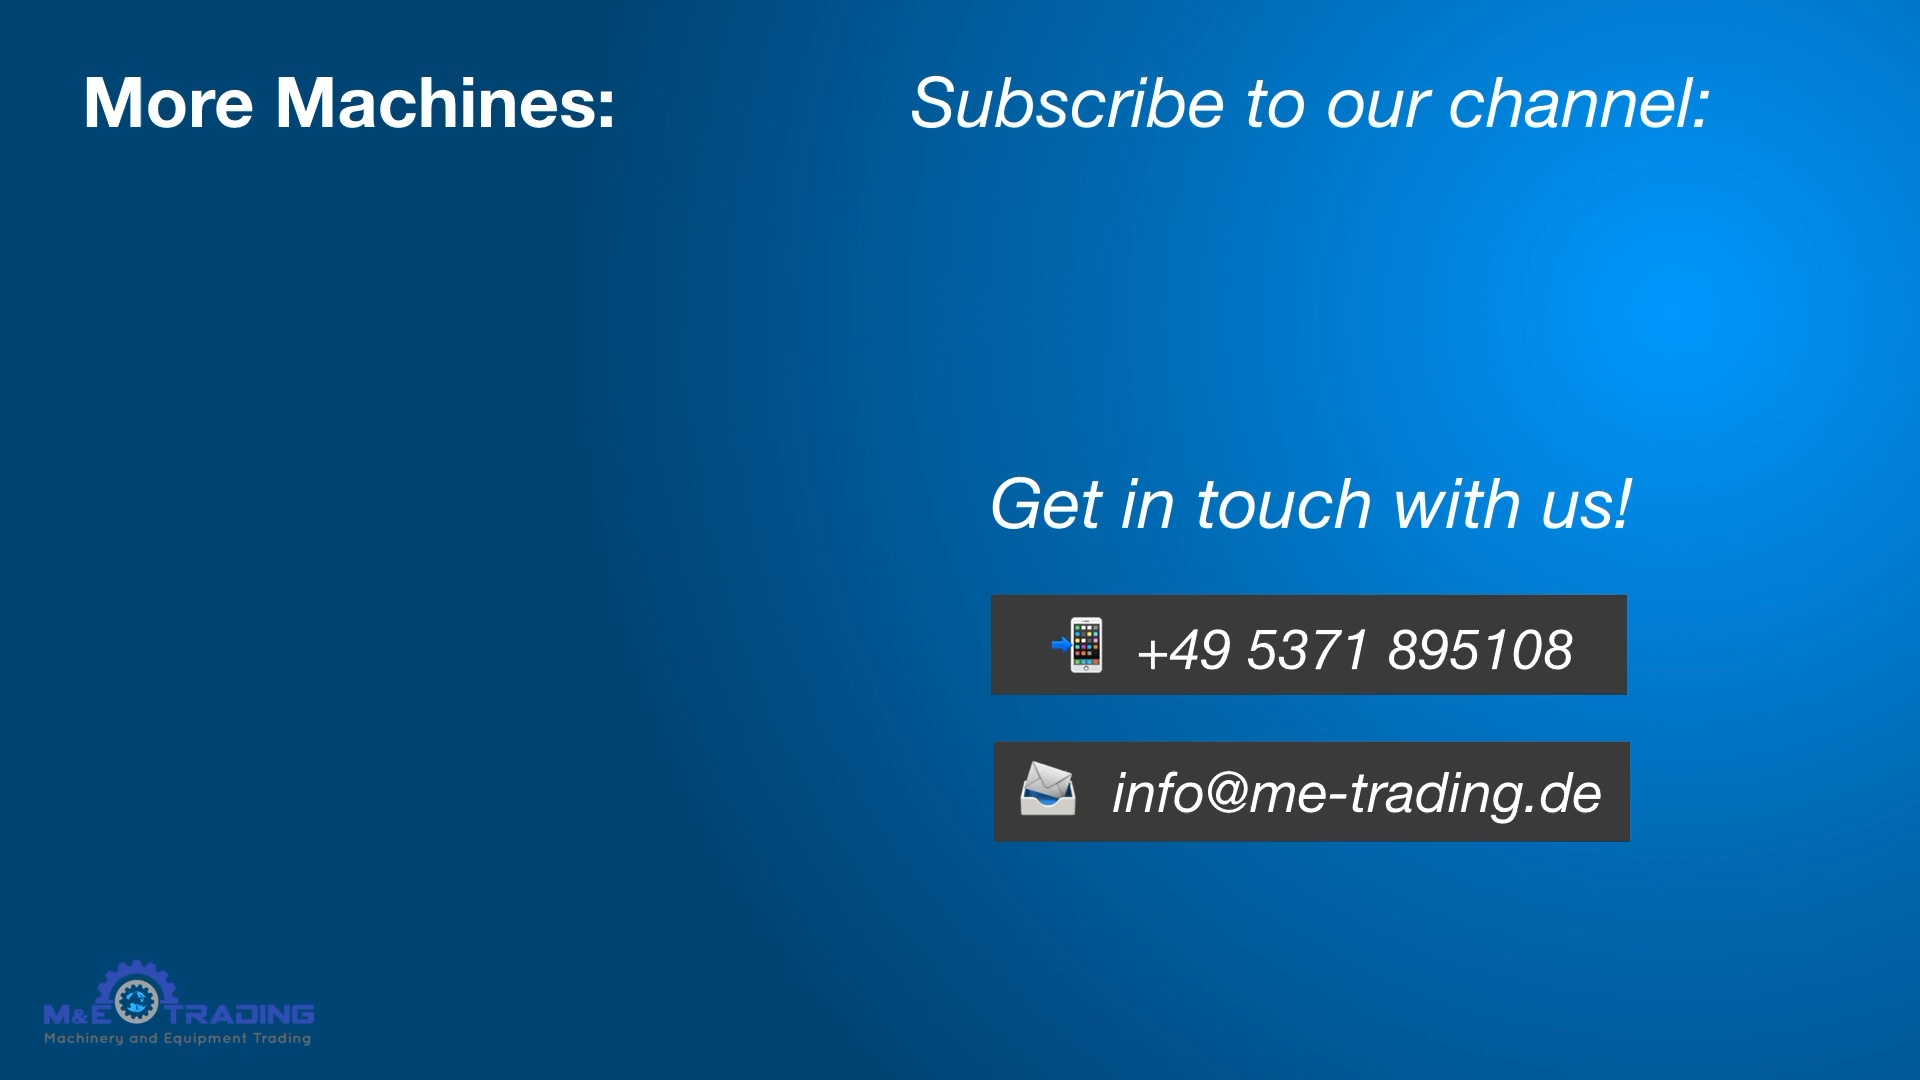 More Machines:
Subscribe to our channel:
Get in touch with us!
+49 5371 895108
info@me-trading.de
M&E TRADING
Machinery and Equipment Trading